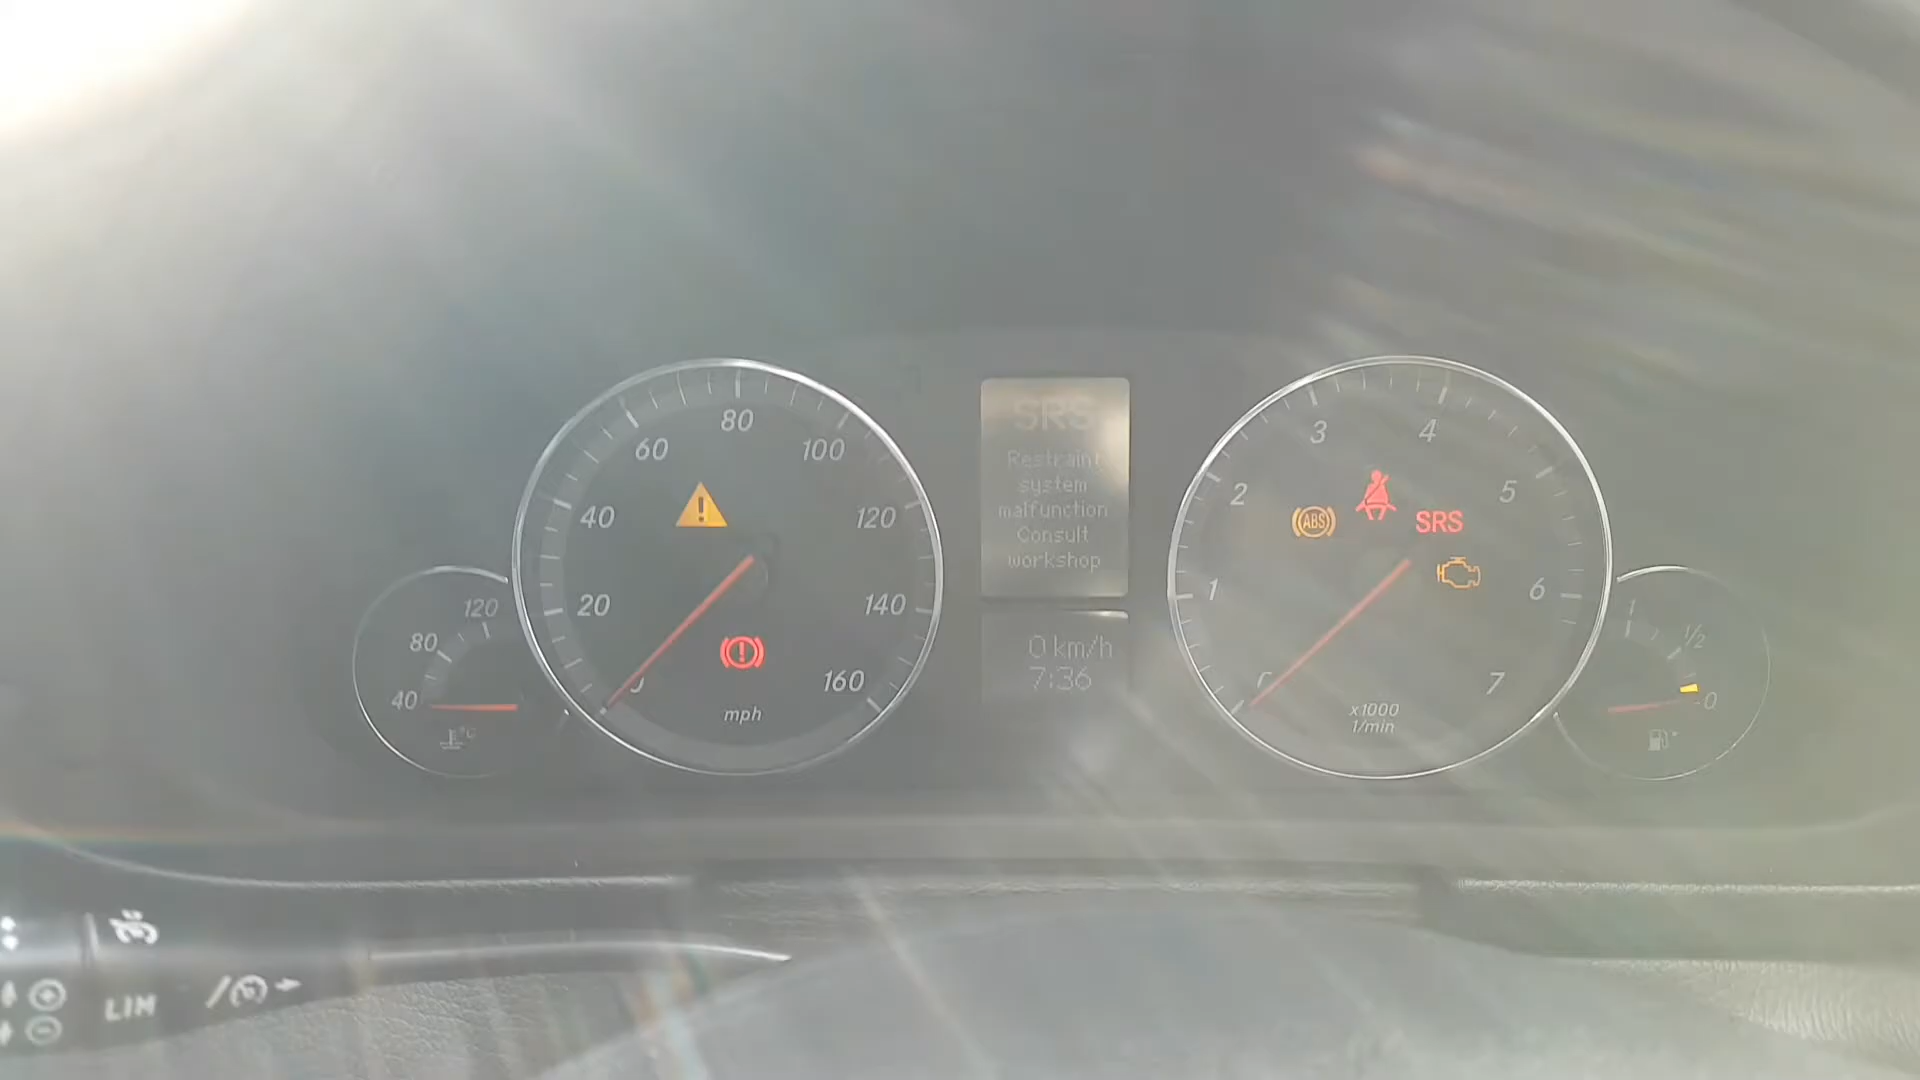 SRS
Restraint
system
malfunction
Consult
workshop
0 km/h
7:36
40
80
120
°C
0
20
40
60
80
100
120
140
160
mph
ABS
SRS
1
2
3
4
5
6
7
x1000
1/min
1
1/2
0
LIM